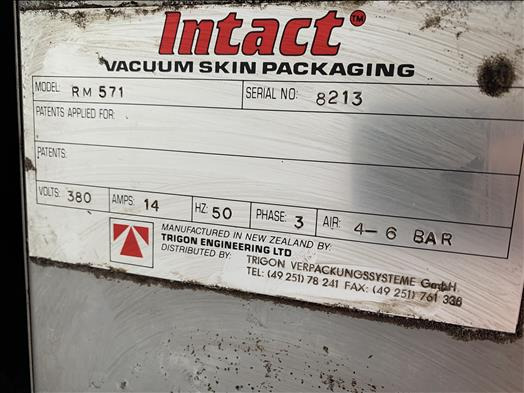 Intact™
VACUUM SKIN PACKAGING
MODEL: RM 571 SERIAL NO: 8213
PATENTS APPLIED FOR:
PATENTS:
VOLTS: 380 AMPS: 14 HZ: 50 PHASE: 3 AIR: 4-6 BAR
MANUFACTURED IN NEW ZEALAND BY:
TRIGON ENGINEERING LTD
DISTRIBUTED BY: TRIGON VERPACKUNGSSYSTEME GmbH
TEL: (49 251) 78 241 FAX: (49 251) 761 338